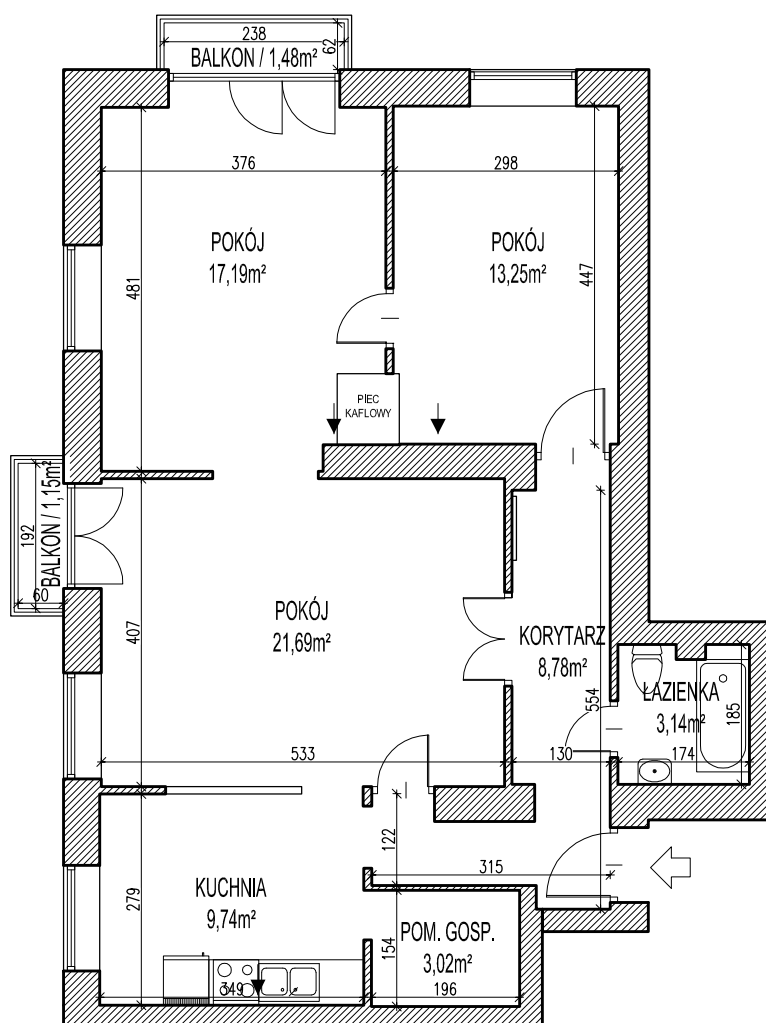 238
62
BALKON / 1,48m²
376
298
POKÓJ
17,19m²
POKÓJ
13,25m²
481
447
PIEC
KAFLOWY
BALKON / 1,15m²
192
60
POKÓJ
21,69m²
407
KORYTARZ
8,78m²
554
ŁAZIENKA
3,14m²
185
533
130
174
122
315
KUCHNIA
9,74m²
279
POM. GOSP.
3,02m²
154
349
196